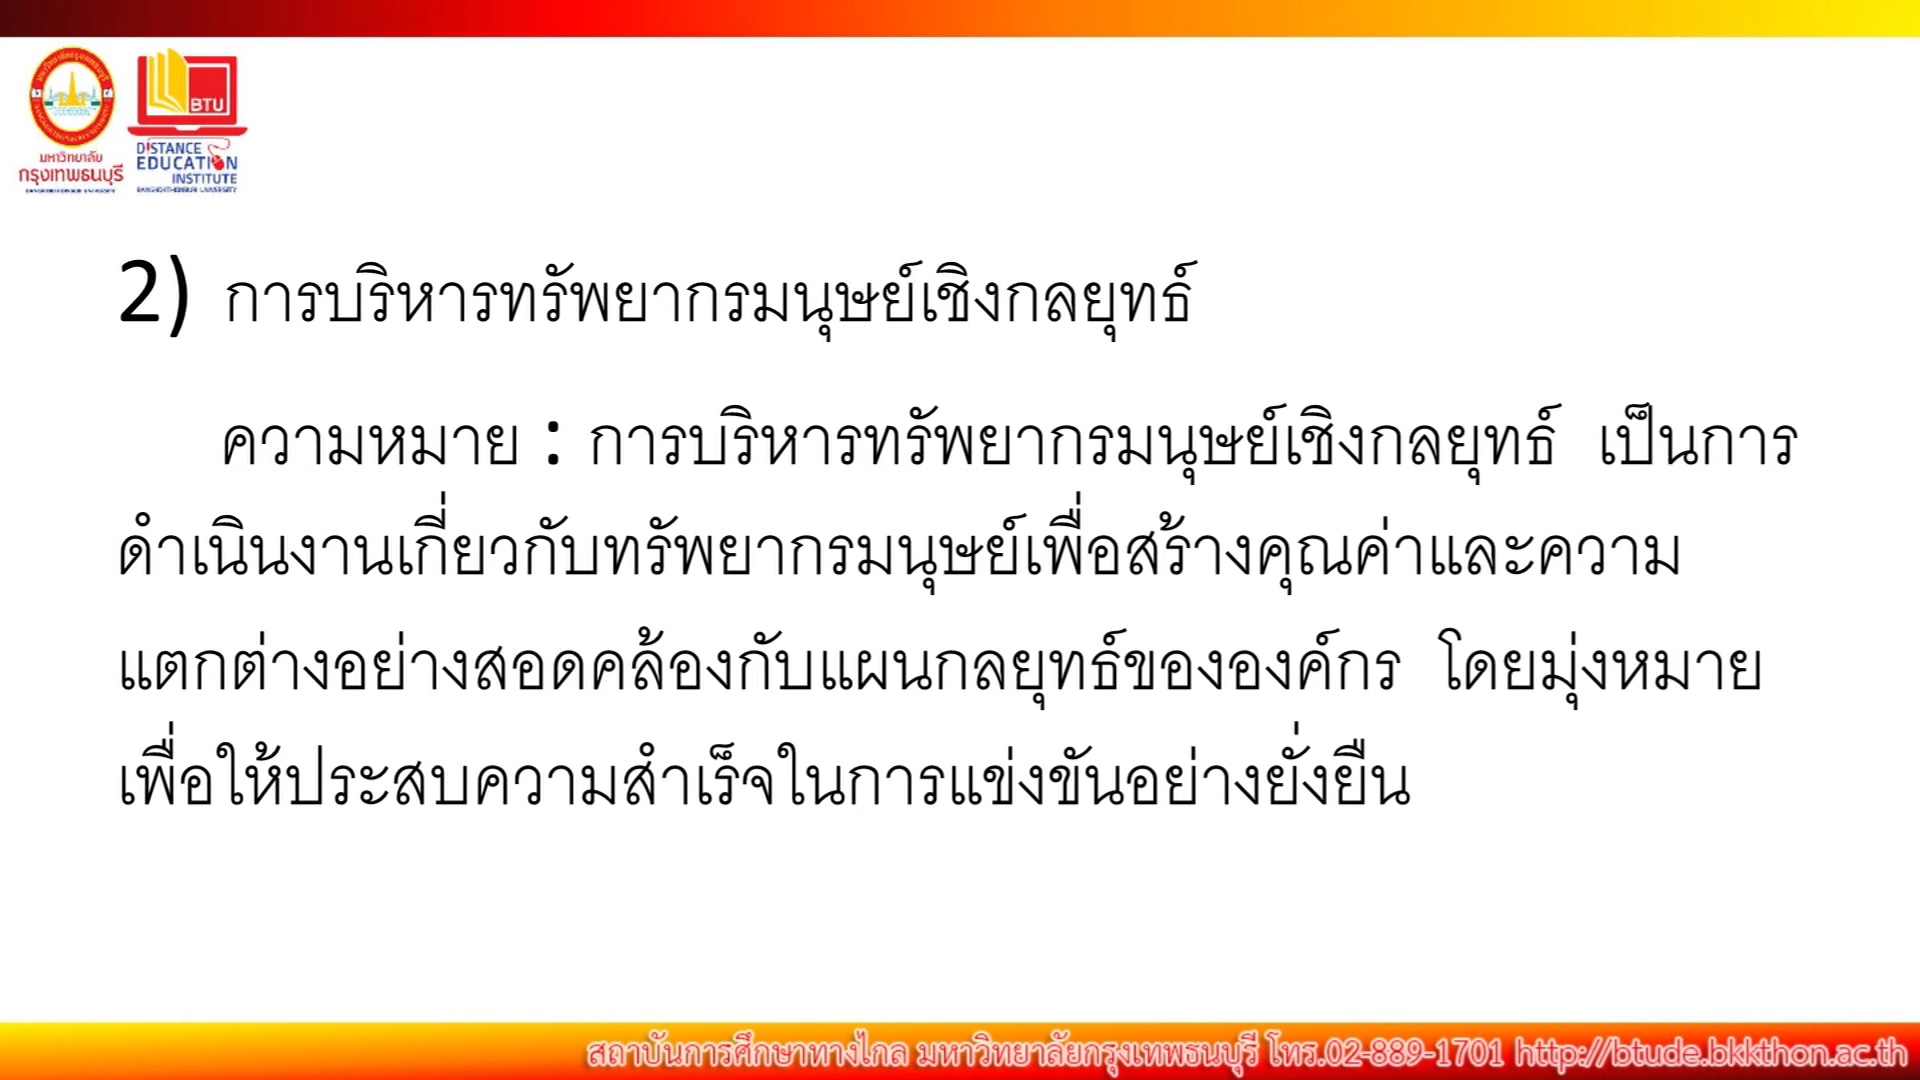 BTU
มหาวิทยาลัย
กรุงเทพธนบุรี
BANGKOKTHONBURI UNIVERSITY
DISTANCE
EDUCATION
INSTITUTE
BANGKOKTHONBURI UNIVERSITY
2) การบริหารทรัพยากรมนุษย์เชิงกลยุทธ์
ความหมาย : การบริหารทรัพยากรมนุษย์เชิงกลยุทธ์ เป็นการ
ดำเนินงานเกี่ยวกับทรัพยากรมนุษย์เพื่อสร้างคุณค่าและความ
แตกต่างอย่างสอดคล้องกับแผนกลยุทธ์ขององค์กร โดยมุ่งหมาย
เพื่อให้ประสบความสำเร็จในการแข่งขันอย่างยั่งยืน
สถาบันการศึกษาทางไกล มหาวิทยาลัยกรุงเทพธนบุรี โทร.02-889-1701 http://btude.bkkthon.ac.th